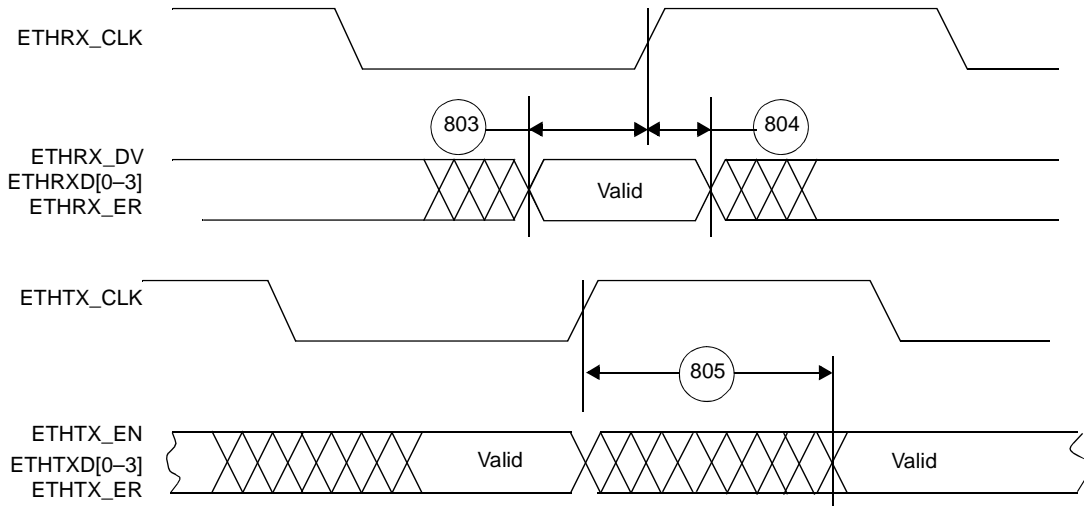 ETHRX_CLK
803
804
ETHRX_DV
ETHRXD[0–3]
ETHRX_ER
Valid
ETHTX_CLK
805
ETHTX_EN
ETHTXD[0–3]
ETHTX_ER
Valid
Valid